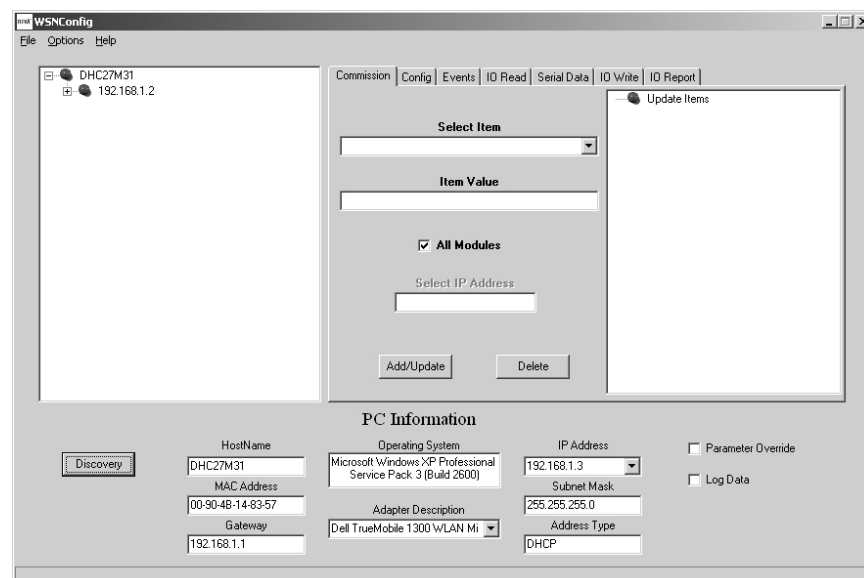 RFM WSNConfig
File Options Help
DHC27M31
192.168.1.2
Commission Config Events IO Read Serial Data IO Write IO Report
Update Items
Select Item
Item Value
All Modules
Select IP Address
Add/Update Delete
PC Information
Discovery
HostName
DHC27M31
MAC Address
00-90-4B-14-83-57
Gateway
192.168.1.1
Operating System
Microsoft Windows XP Professional
Service Pack 3 (Build 2600)
Adapter Description
Dell TrueMobile 1300 WLAN Mi
IP Address
192.168.1.3
Subnet Mask
255.255.255.0
Address Type
DHCP
Parameter Override
Log Data